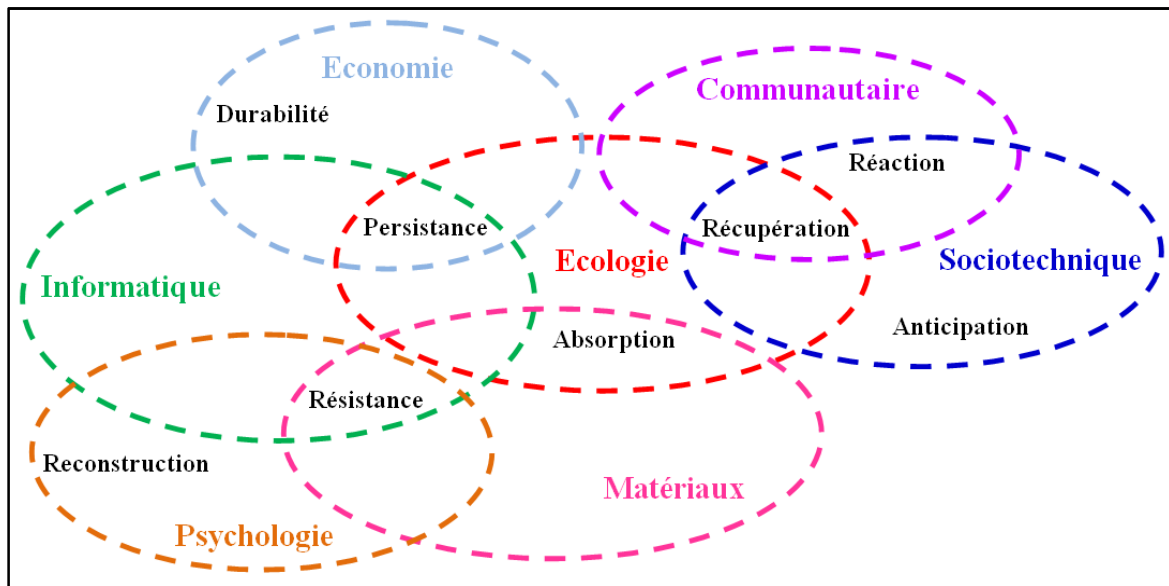 Economie
Communautaire
Durabilité
Réaction
Persistance
Récupération
Ecologie
Sociotechnique
Informatique
Absorption
Anticipation
Résistance
Reconstruction
Matériaux
Psychologie